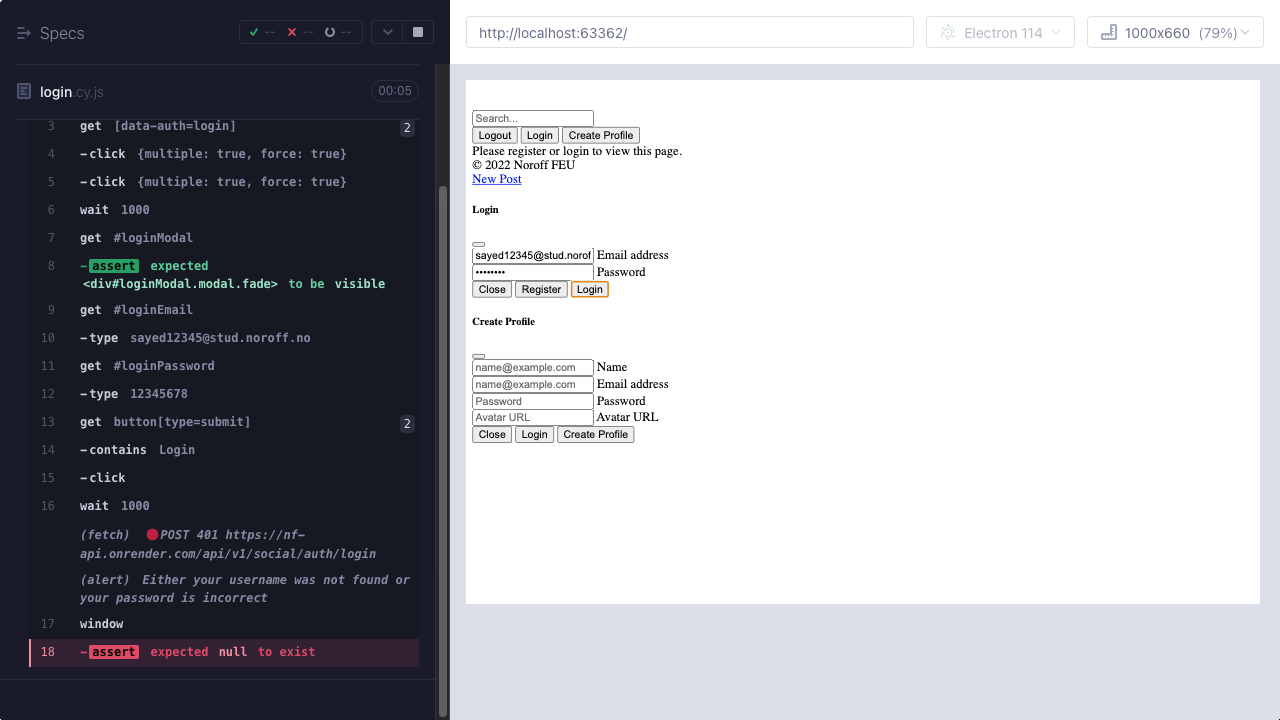 Specs
-- -- --
login.cy.js
00:05
3 get [data-auth=login] 2
4 -click {multiple: true, force: true}
5 -click {multiple: true, force: true}
6 wait 1000
7 get #loginModal
8 -assert expected
<div#loginModal.modal.fade> to be visible
9 get #loginEmail
10 -type sayed12345@stud.noroff.no
11 get #loginPassword
12 -type 12345678
13 get button[type=submit] 2
14 -contains Login
15 -click
16 wait 1000
(fetch) POST 401 https://nf-
api.onrender.com/api/v1/social/auth/login
(alert) Either your username was not found or
your password is incorrect
17 window
18 -assert expected null to exist
http://localhost:63362/
Electron 114
1000x660 (79%)
Search...
Logout Login Create Profile
Please register or login to view this page.
© 2022 Noroff FEU
New Post
Login
sayed12345@stud.norof Email address
•••••••• Password
Close Register Login
Create Profile
name@example.com Name
name@example.com Email address
Password Password
Avatar URL Avatar URL
Close Login Create Profile